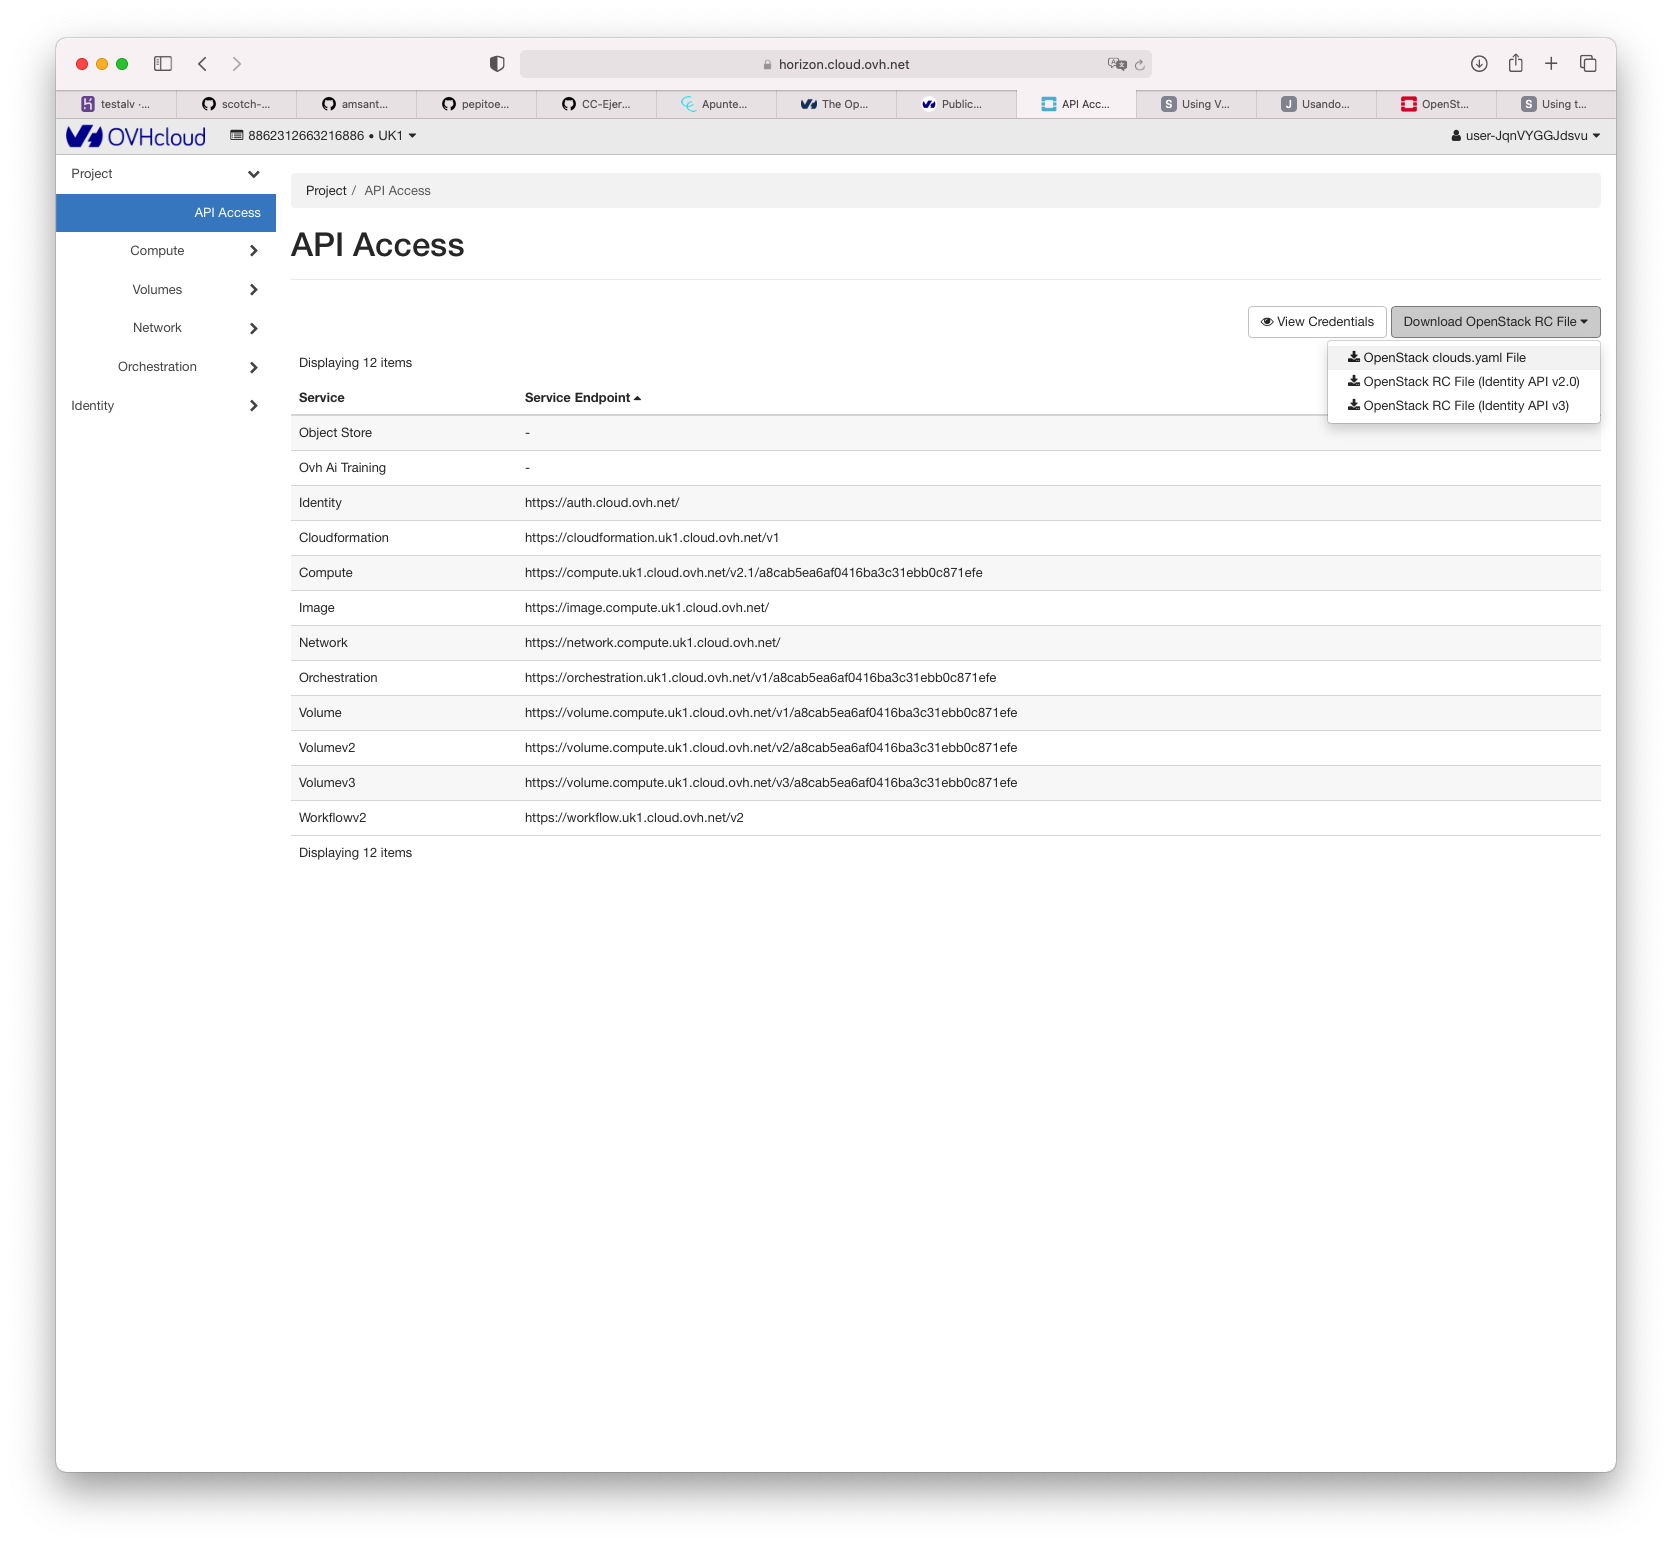 horizon.cloud.ovh.net
testalv ·...
scotch-...
amsant...
pepitoe...
CC-Ejer...
Apunte...
The Op...
Public...
API Acc...
S Using V...
J Usando...
OpenSt...
S Using t...
OVHcloud 8862312663216886 • UK1 user-JqnVYGGJdsvu
Project
API Access
Compute
Volumes
Network
Orchestration
Identity
Project / API Access
API Access
View Credentials Download OpenStack RC File
OpenStack clouds.yaml File
OpenStack RC File (Identity API v2.0)
OpenStack RC File (Identity API v3)
Displaying 12 items
Service Service Endpoint
Object Store -
Ovh Ai Training -
Identity https://auth.cloud.ovh.net/
Cloudformation https://cloudformation.uk1.cloud.ovh.net/v1
Compute https://compute.uk1.cloud.ovh.net/v2.1/a8cab5ea6af0416ba3c31ebb0c871efe
Image https://image.compute.uk1.cloud.ovh.net/
Network https://network.compute.uk1.cloud.ovh.net/
Orchestration https://orchestration.uk1.cloud.ovh.net/v1/a8cab5ea6af0416ba3c31ebb0c871efe
Volume https://volume.compute.uk1.cloud.ovh.net/v1/a8cab5ea6af0416ba3c31ebb0c871efe
Volumev2 https://volume.compute.uk1.cloud.ovh.net/v2/a8cab5ea6af0416ba3c31ebb0c871efe
Volumev3 https://volume.compute.uk1.cloud.ovh.net/v3/a8cab5ea6af0416ba3c31ebb0c871efe
Workflowv2 https://workflow.uk1.cloud.ovh.net/v2
Displaying 12 items